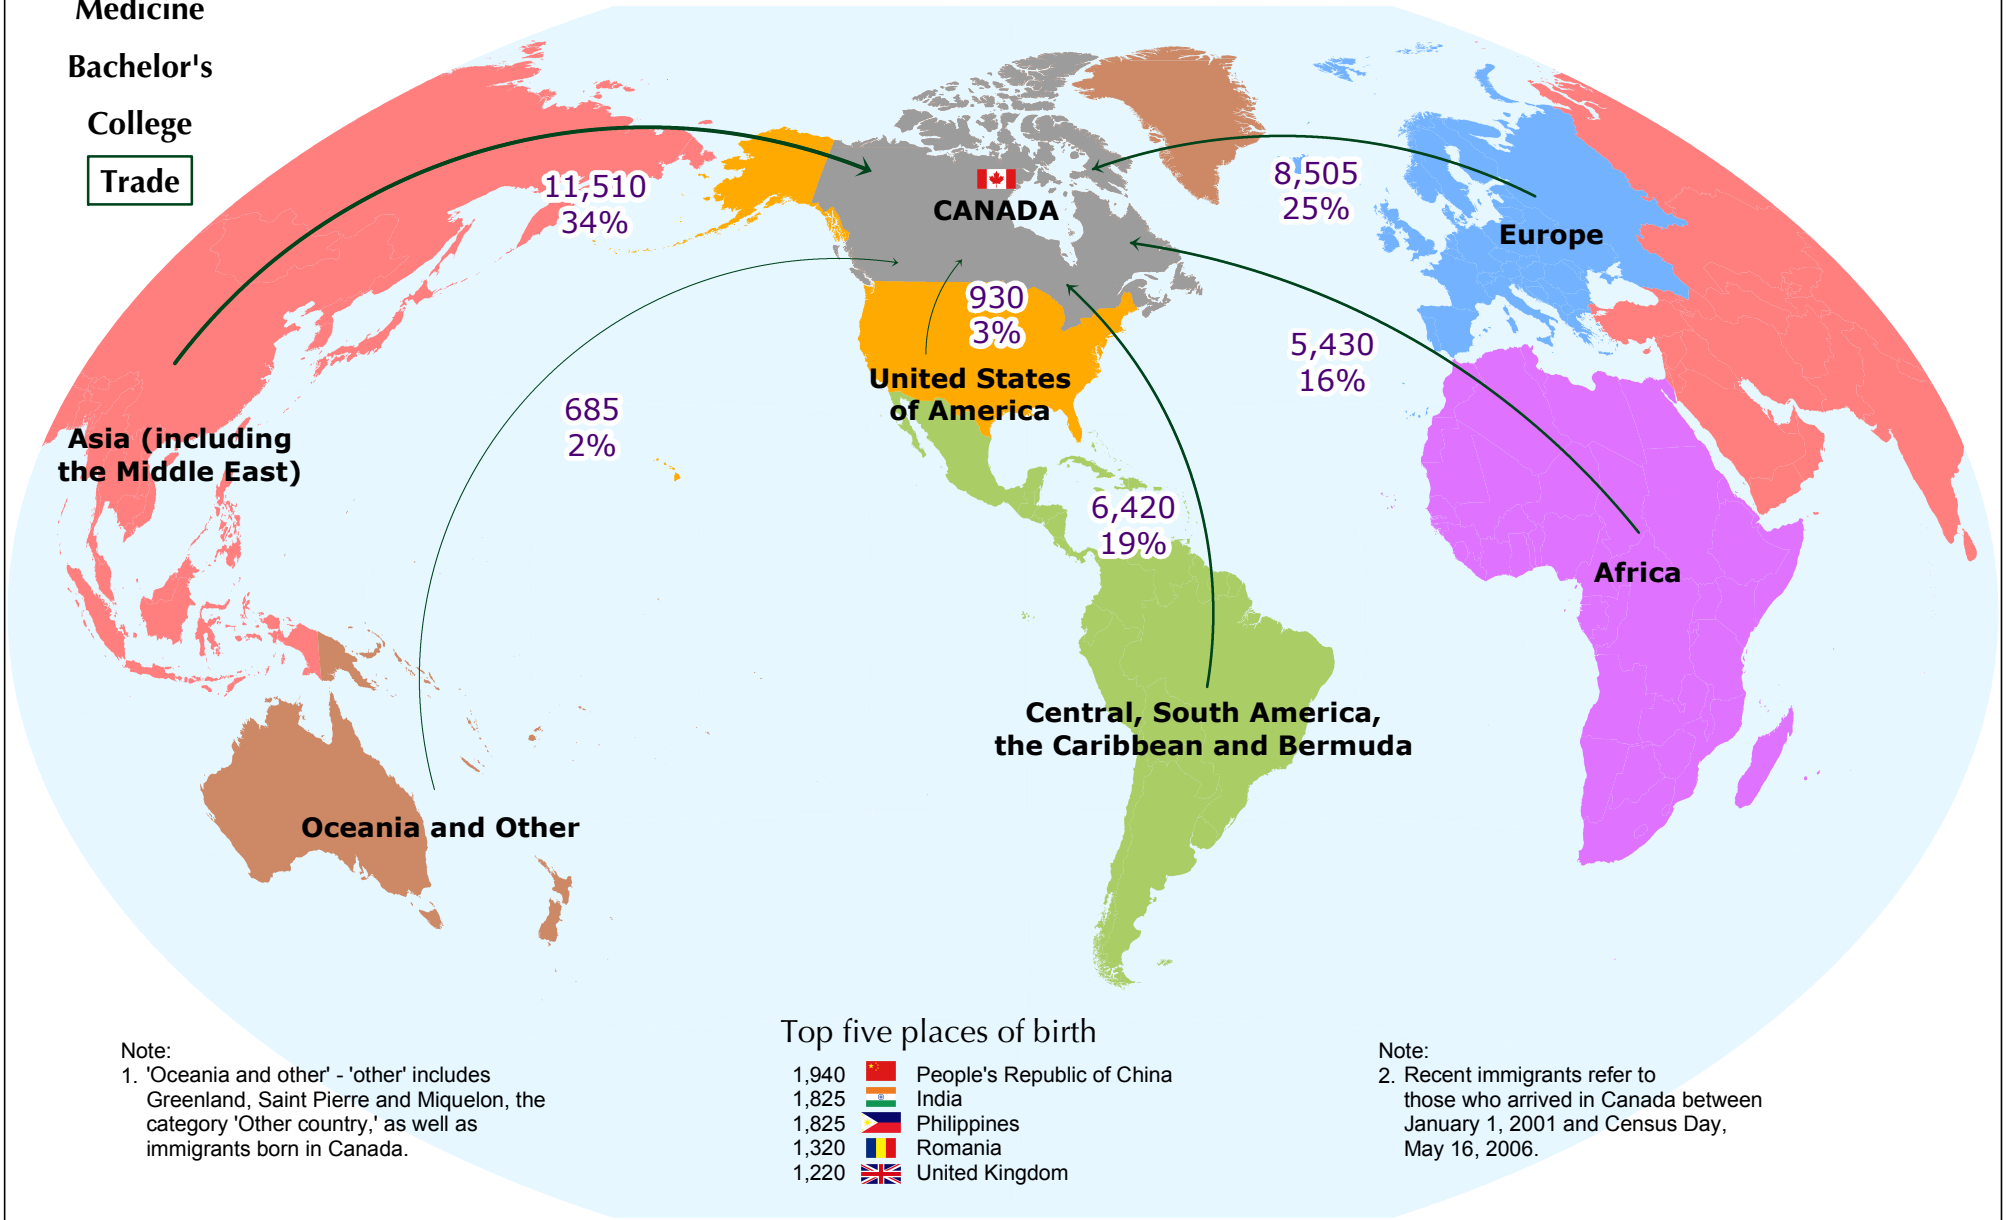 Medicine
Bachelor's
College
Trade
11,510
34%
CANADA
8,505
25%
Europe
930
3%
5,430
16%
United States
of America
685
2%
Asia (including
the Middle East)
6,420
19%
Africa
Central, South America,
the Caribbean and Bermuda
Oceania and Other
Top five places of birth
1,940 People's Republic of China
1,825 India
1,825 Philippines
1,320 Romania
1,220 United Kingdom
Note:
1. 'Oceania and other' - 'other' includes
Greenland, Saint Pierre and Miquelon, the
category 'Other country,' as well as
immigrants born in Canada.
Note:
2. Recent immigrants refer to
those who arrived in Canada between
January 1, 2001 and Census Day,
May 16, 2006.